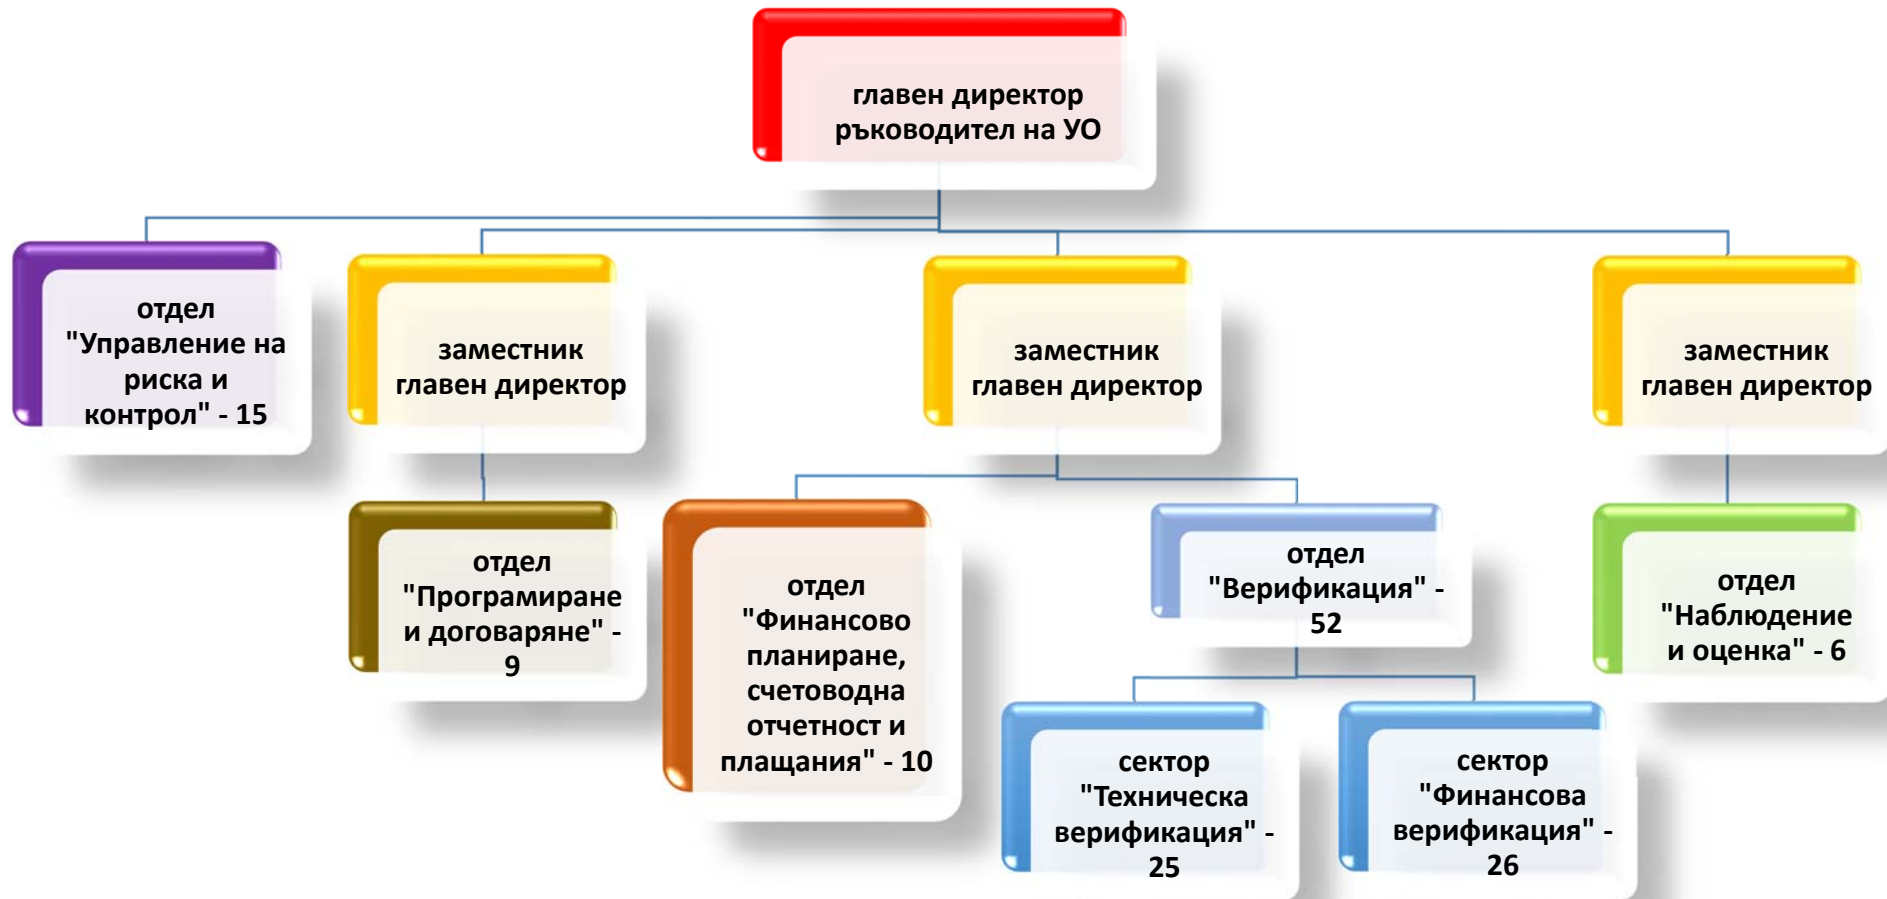 главен директор
ръководител на УО
отдел
"Управление на
риска и
контрол" - 15
заместник
главен директор
заместник
главен директор
заместник
главен директор
отдел
"Програмиране
и договаряне" -
9
отдел
"Финансово
планиране,
счетоводна
отчетност и
плащания" - 10
отдел
"Верификация" -
52
отдел
"Наблюдение
и оценка" - 6
сектор
"Техническа
верификация" -
25
сектор
"Финансова
верификация" -
26